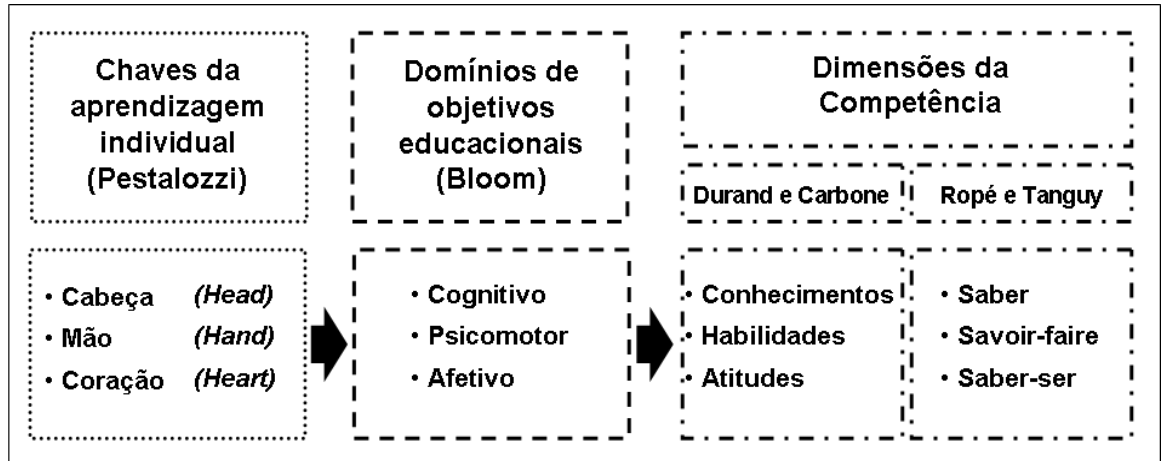 Chaves da
aprendizagem
individual
(Pestalozzi)
Domínios de
objetivos
educacionais
(Bloom)
Dimensões da
Competência
Durand e Carbone
Ropé e Tanguy
• Cabeça (Head)
• Mão (Hand)
• Coração (Heart)
• Cognitivo
• Psicomotor
• Afetivo
• Conhecimentos
• Habilidades
• Atitudes
• Saber
• Savoir-faire
• Saber-ser